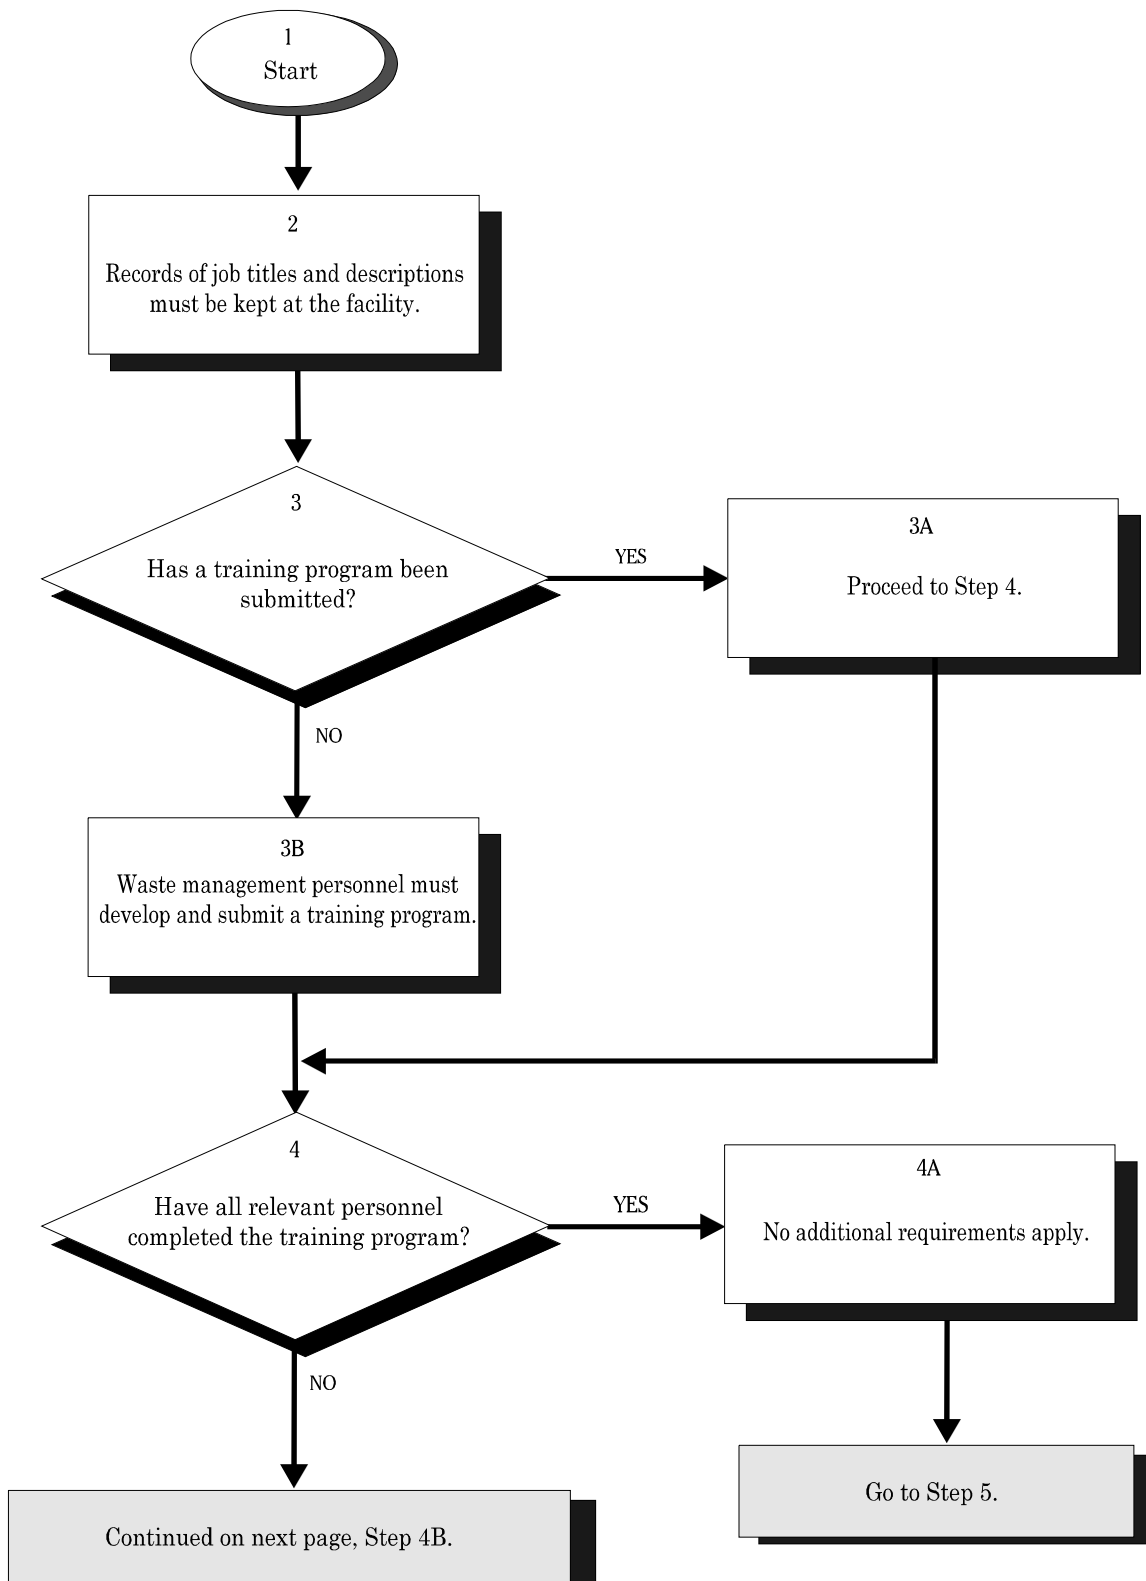 1
Start
2
Records of job titles and descriptions
must be kept at the facility.
3
Has a training program been
submitted?
YES
3A
Proceed to Step 4.
NO
3B
Waste management personnel must
develop and submit a training program.
4
Have all relevant personnel
completed the training program?
YES
4A
No additional requirements apply.
NO
Go to Step 5.
Continued on next page, Step 4B.